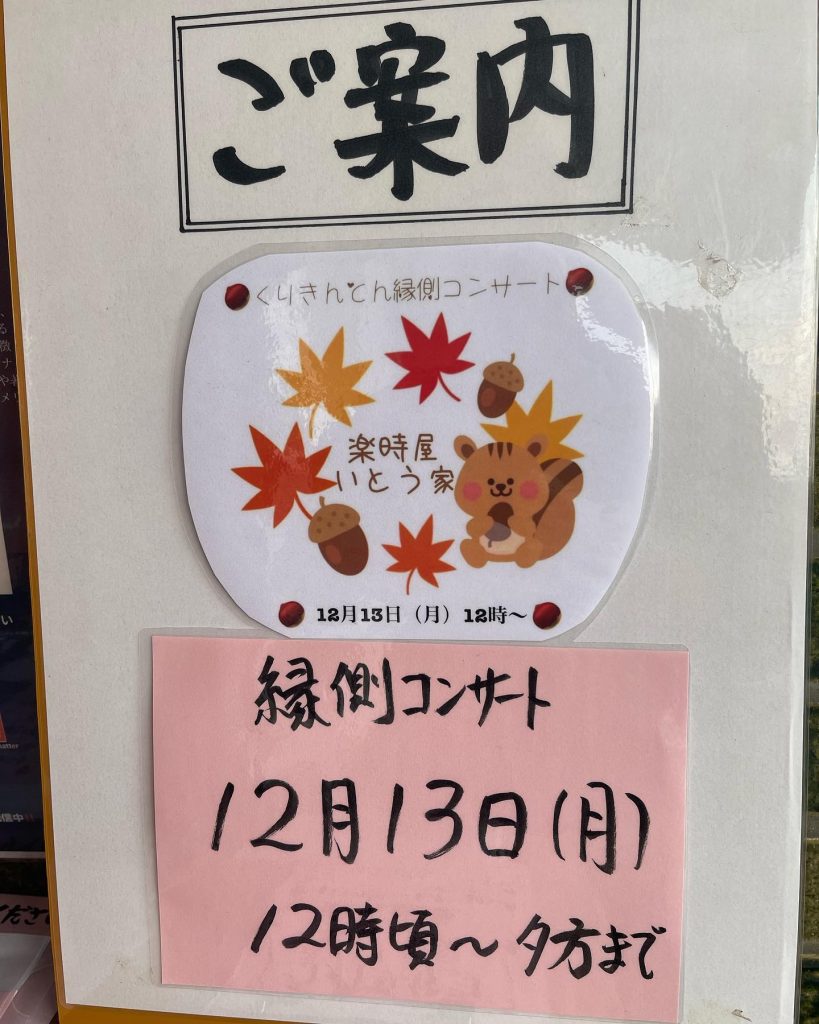 ご案内
くりきんとん縁側コンサート
楽時屋
いとう家
12月13日（月）12時〜
縁側コンサート
12月13日(月)
12時頃〜夕方まで